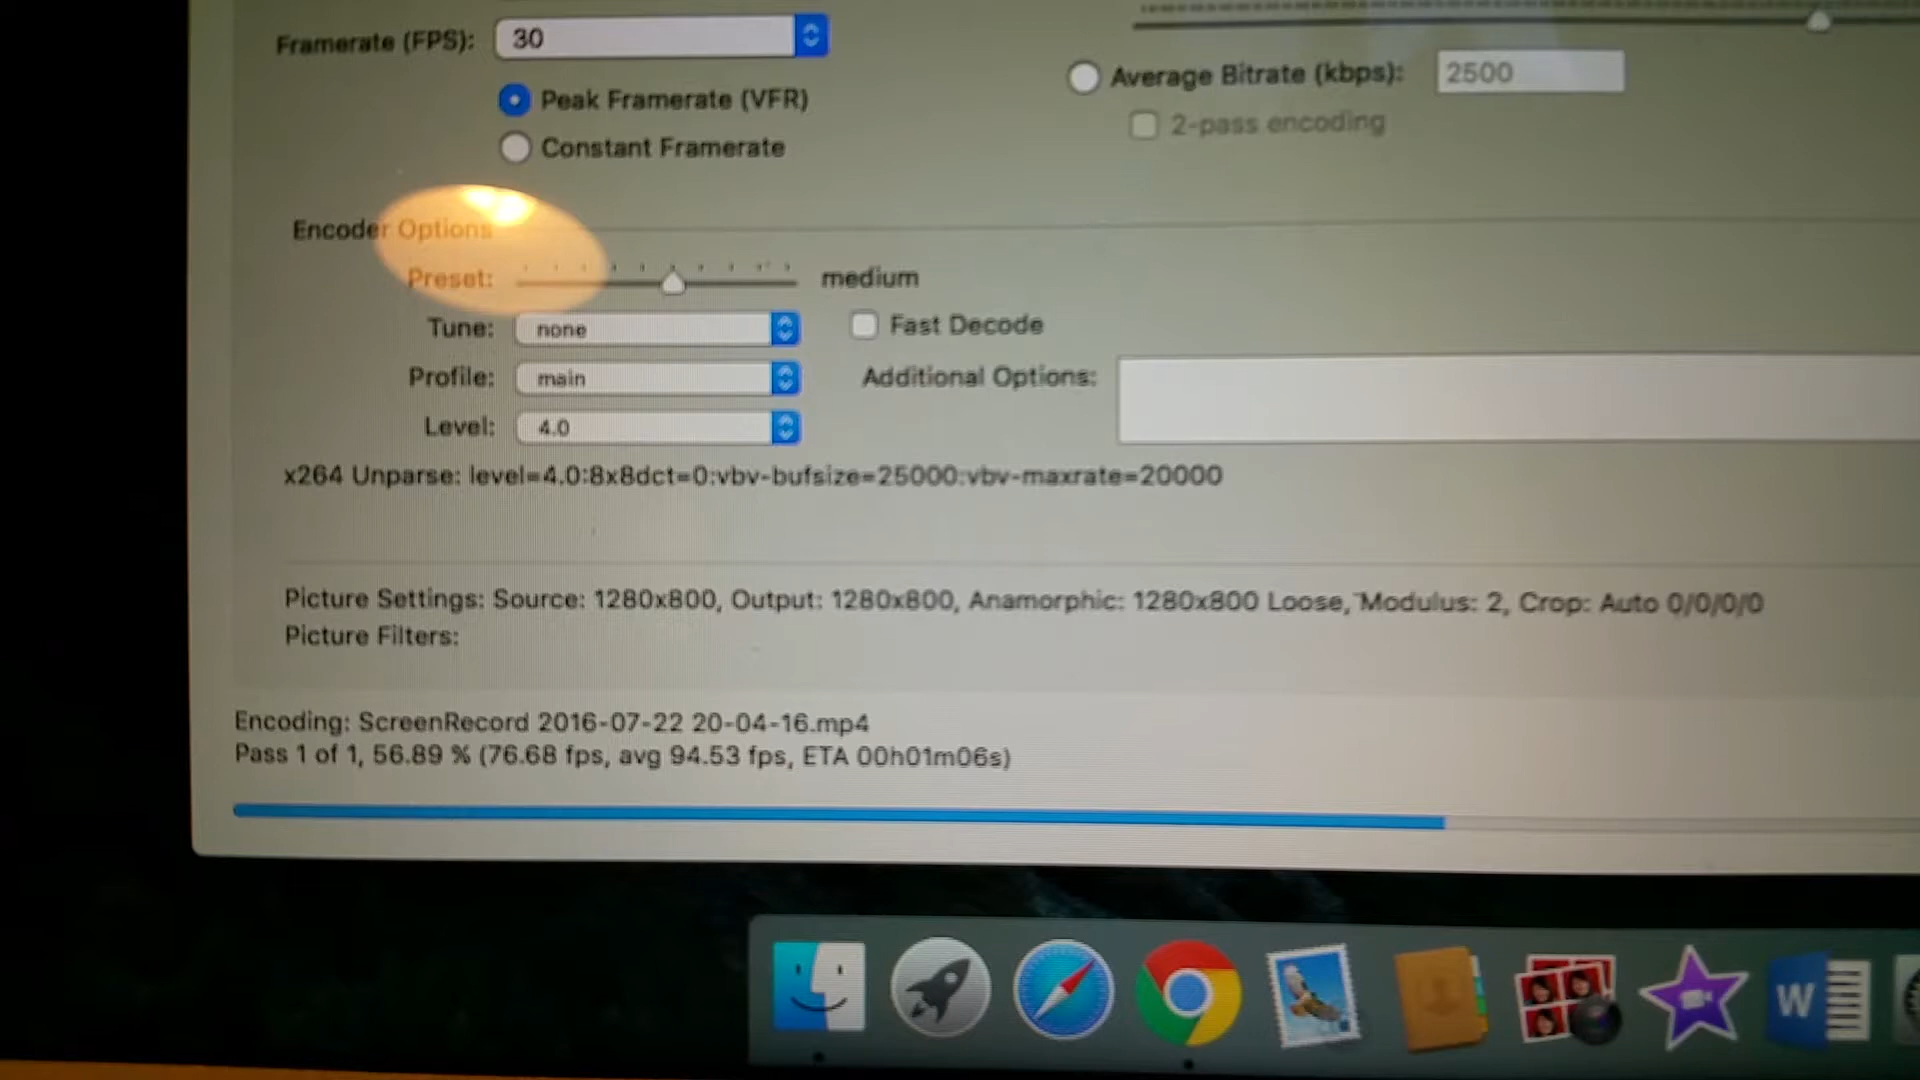 Framerate (FPS): 30
Peak Framerate (VFR)
Constant Framerate
Average Bitrate (kbps): 2500
2-pass encoding
Encoder Options
Preset: medium
Tune: none Fast Decode
Profile: main Additional Options:
Level: 4.0
x264 Unparse: level=4.0:8x8dct=0:vbv-bufsize=25000:vbv-maxrate=20000
Picture Settings: Source: 1280x800, Output: 1280x800, Anamorphic: 1280x800 Loose, Modulus: 2, Crop: Auto 0/0/0/0
Picture Filters:
Encoding: ScreenRecord 2016-07-22 20-04-16.mp4
Pass 1 of 1, 56.89 % (76.68 fps, avg 94.53 fps, ETA 00h01m06s)
W